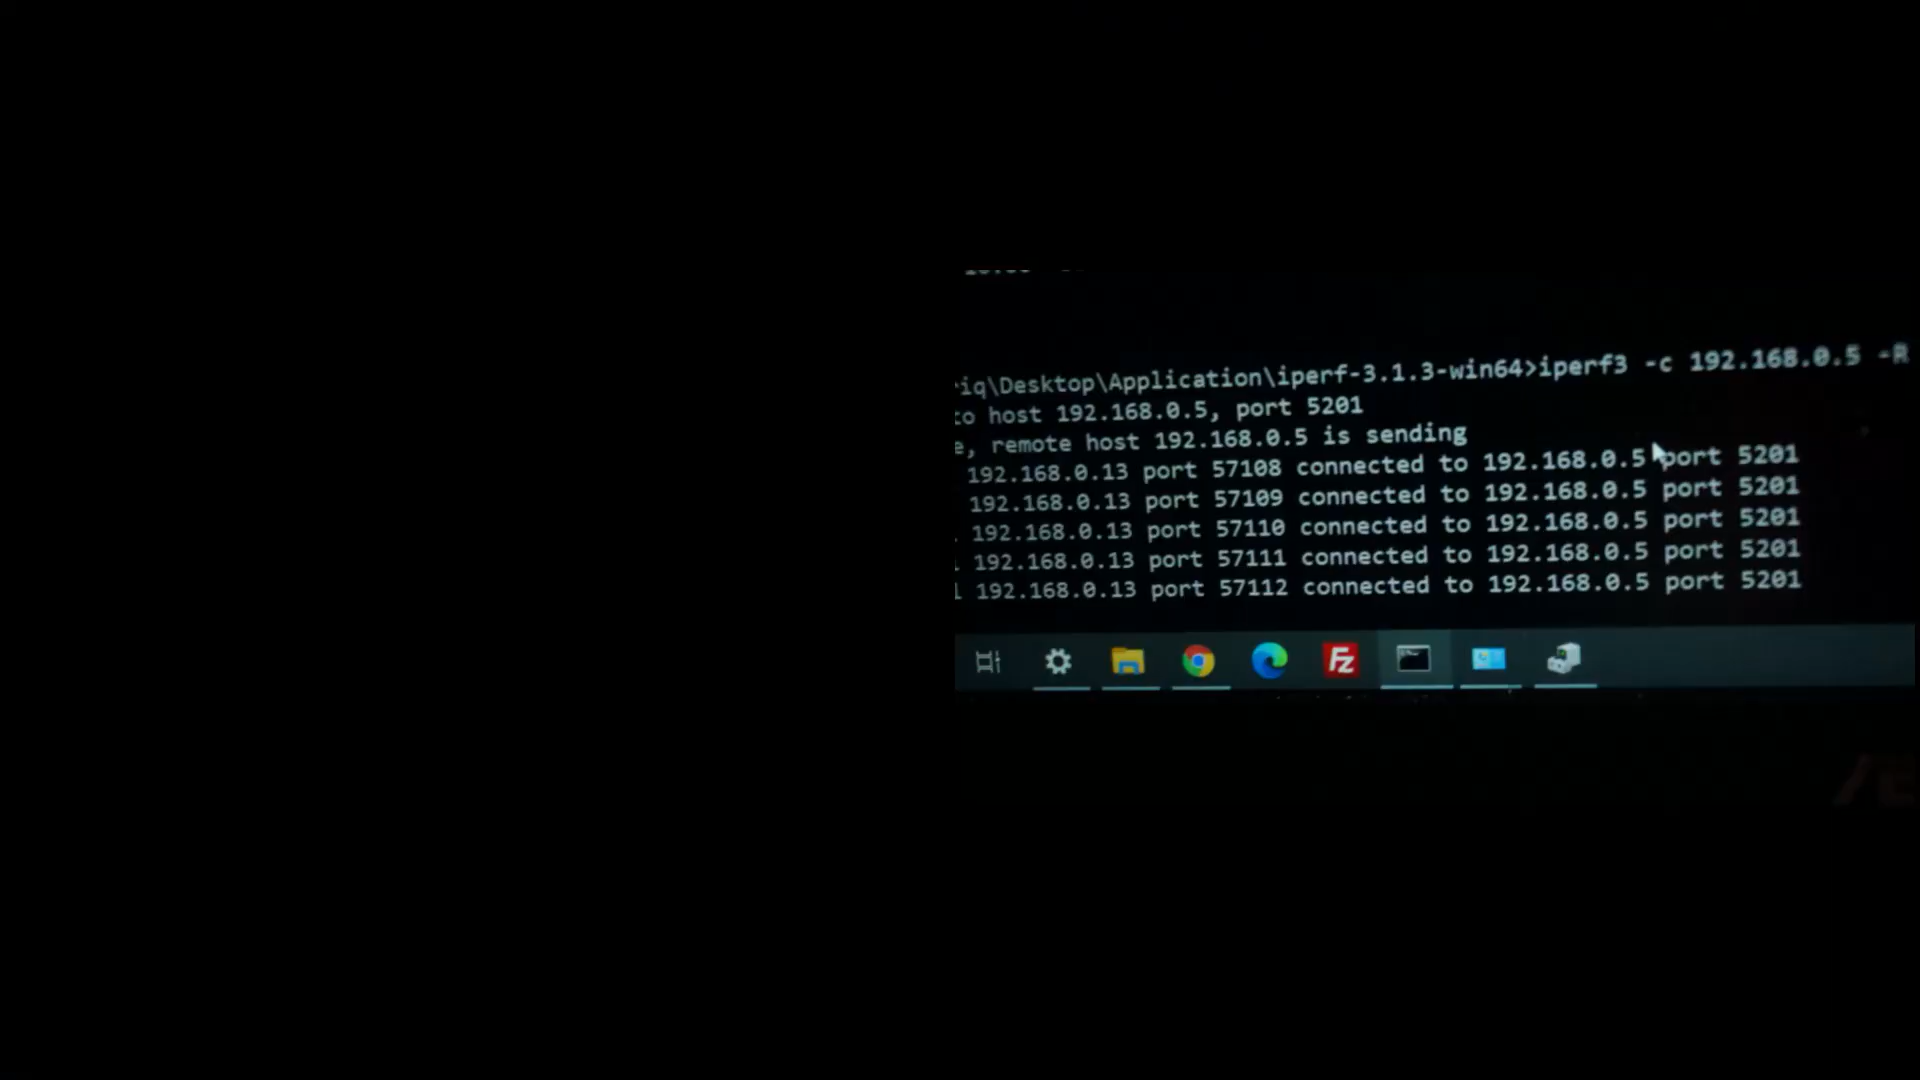 iq\Desktop\Application\iperf-3.1.3-win64>iperf3 -c 192.168.0.5 -R
to host 192.168.0.5, port 5201
e, remote host 192.168.0.5 is sending
192.168.0.13 port 57108 connected to 192.168.0.5 port 5201
192.168.0.13 port 57109 connected to 192.168.0.5 port 5201
192.168.0.13 port 57110 connected to 192.168.0.5 port 5201
192.168.0.13 port 57111 connected to 192.168.0.5 port 5201
192.168.0.13 port 57112 connected to 192.168.0.5 port 5201
Fz